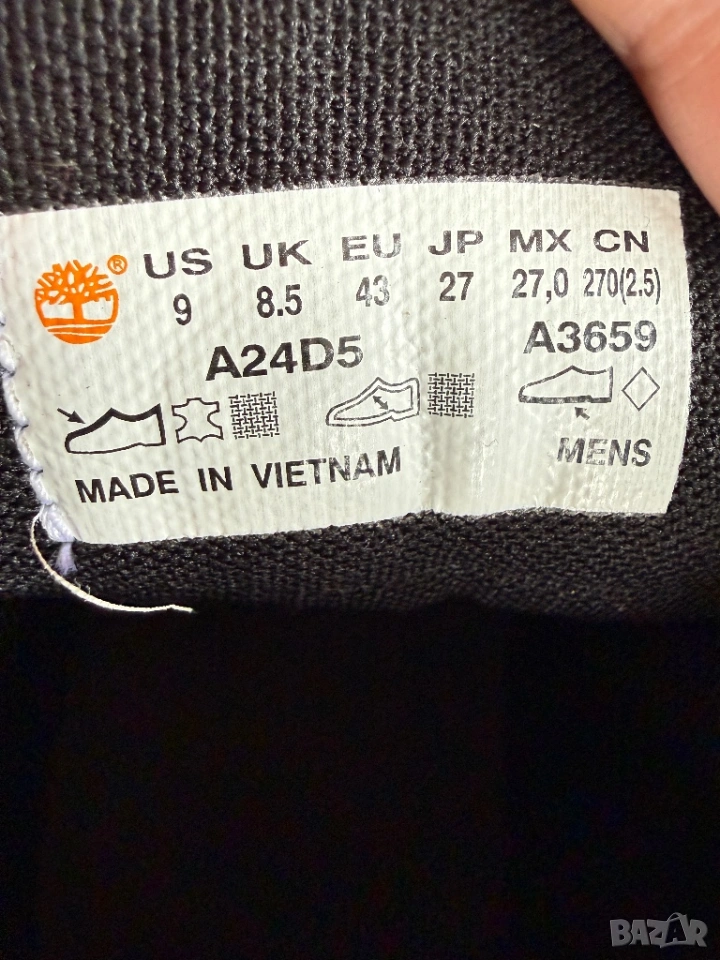 ® US UK EU JP MX CN
9 8.5 43 27 27,0 270(2.5)
A24D5 A3659
MADE IN VIETNAM MENS
BAZAR